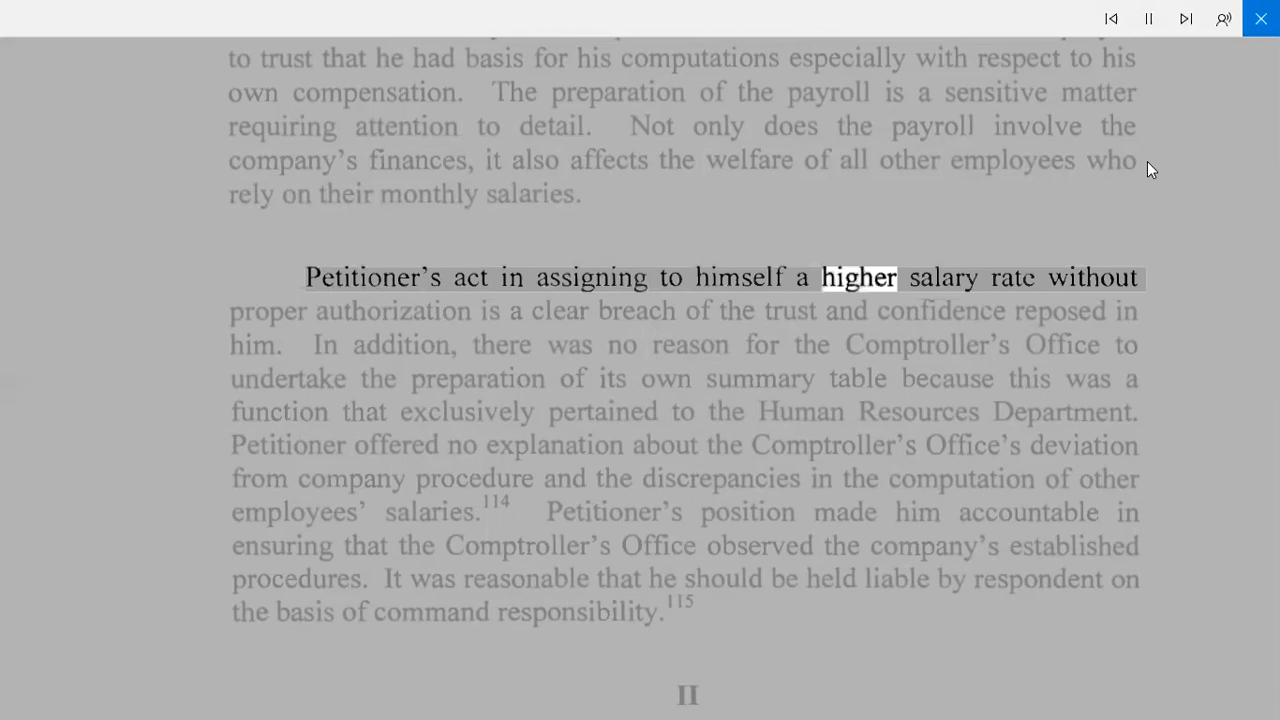 to trust that he had basis for his computations especially with respect to his
own compensation. The preparation of the payroll is a sensitive matter
requiring attention to detail. Not only does the payroll involve the
company's finances, it also affects the welfare of all other employees who
rely on their monthly salaries.
Petitioner's act in assigning to himself a higher salary rate without
proper authorization is a clear breach of the trust and confidence reposed in
him. In addition, there was no reason for the Comptroller's Office to
undertake the preparation of its own summary table because this was a
function that exclusively pertained to the Human Resources Department.
Petitioner offered no explanation about the Comptroller's Office's deviation
from company procedure and the discrepancies in the computation of other
employees' salaries.114 Petitioner's position made him accountable in
ensuring that the Comptroller's Office observed the company's established
procedures. It was reasonable that he should be held liable by respondent on
the basis of command responsibility.115
II